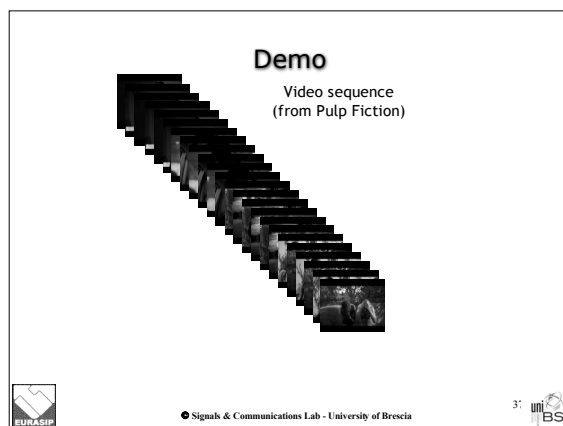 Demo
Video sequence
(from Pulp Fiction)
EURASIP
© Signals & Communications Lab - University of Brescia
uni
BS